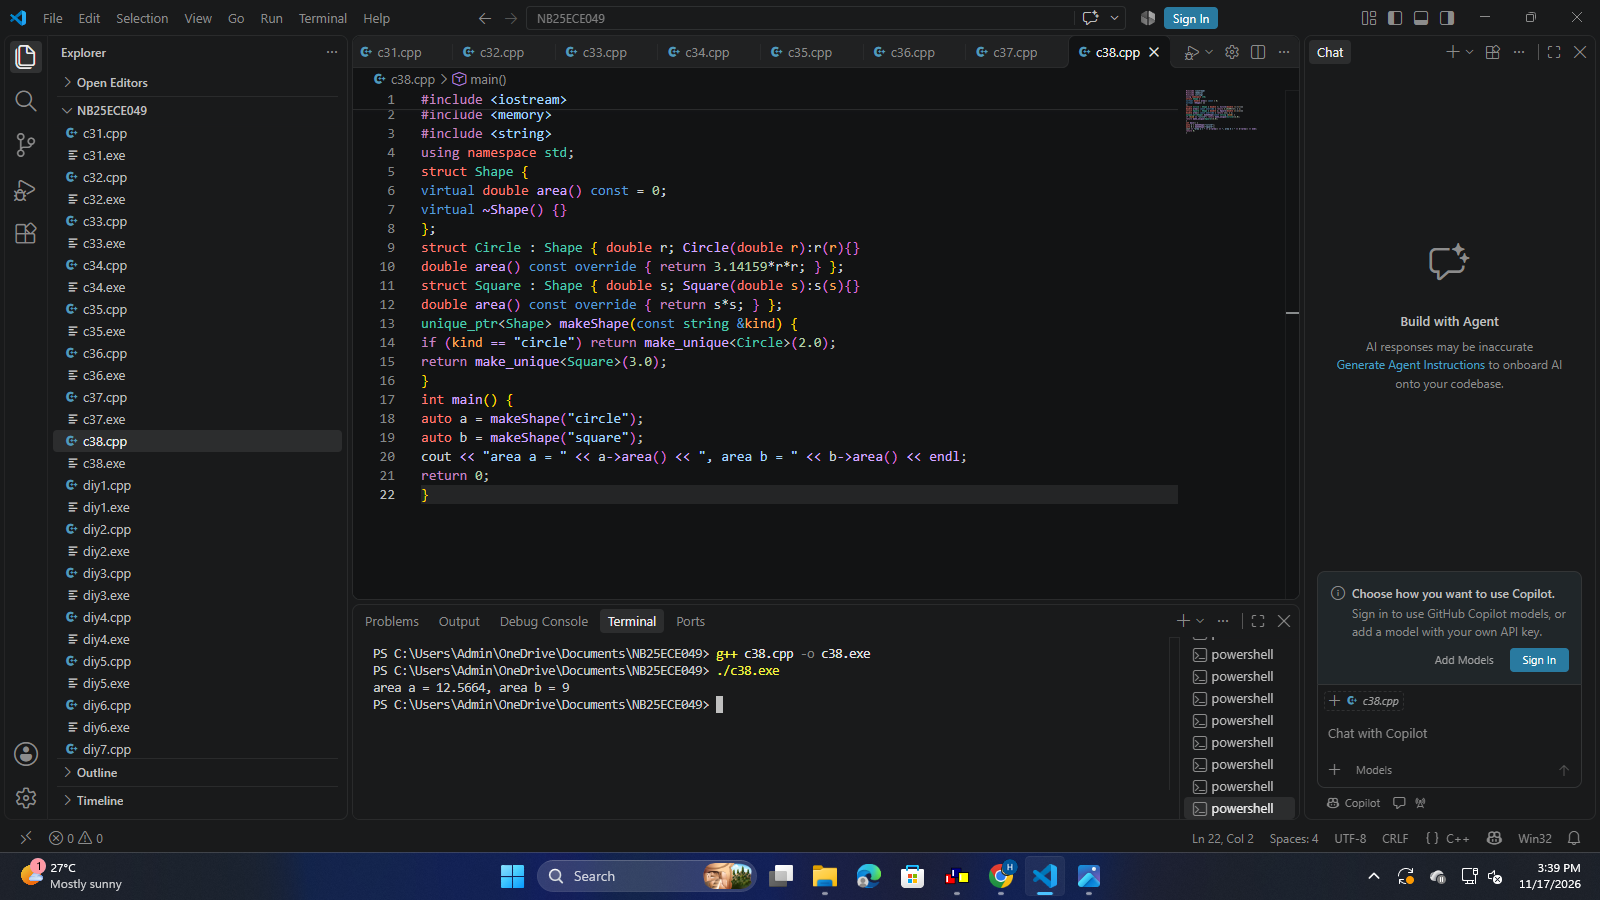 File Edit Selection View Go Run Terminal Help
NB25ECE049
Sign In
Explorer
Open Editors
NB25ECE049
c31.cpp
c31.exe
c32.cpp
c32.exe
c33.cpp
c33.exe
c34.cpp
c34.exe
c35.cpp
c35.exe
c36.cpp
c36.exe
c37.cpp
c37.exe
c38.cpp
c38.exe
diy1.cpp
diy1.exe
diy2.cpp
diy2.exe
diy3.cpp
diy3.exe
diy4.cpp
diy4.exe
diy5.cpp
diy5.exe
diy6.cpp
diy6.exe
diy7.cpp
Outline
Timeline
c31.cpp c32.cpp c33.cpp c34.cpp c35.cpp c36.cpp c37.cpp c38.cpp
c38.cpp > main()
1 #include <iostream>
2 #include <memory>
3 #include <string>
4 using namespace std;
5 struct Shape {
6 virtual double area() const = 0;
7 virtual ~Shape() {}
8 };
9 struct Circle : Shape { double r; Circle(double r):r(r){}
10 double area() const override { return 3.14159*r*r; } };
11 struct Square : Shape { double s; Square(double s):s(s){}
12 double area() const override { return s*s; } };
13 unique_ptr<Shape> makeShape(const string &kind) {
14 if (kind == "circle") return make_unique<Circle>(2.0);
15 return make_unique<Square>(3.0);
16 }
17 int main() {
18 auto a = makeShape("circle");
19 auto b = makeShape("square");
20 cout << "area a = " << a->area() << ", area b = " << b->area() << endl;
21 return 0;
22 }
Problems Output Debug Console Terminal Ports
PS C:\Users\Admin\OneDrive\Documents\NB25ECE049> g++ c38.cpp -o c38.exe
PS C:\Users\Admin\OneDrive\Documents\NB25ECE049> ./c38.exe
area a = 12.5664, area b = 9
PS C:\Users\Admin\OneDrive\Documents\NB25ECE049>
powershell
powershell
powershell
powershell
powershell
powershell
powershell
powershell
Chat
Build with Agent
AI responses may be inaccurate
Generate Agent Instructions to onboard AI
onto your codebase.
Choose how you want to use Copilot.
Sign in to use GitHub Copilot models, or
add a model with your own API key.
Add Models Sign In
c38.cpp
Chat with Copilot
Models
Copilot
0 0
Ln 22, Col 2 Spaces: 4 UTF-8 CRLF {} C++ Win32
1
27°C
Mostly sunny
Search
H
3:39 PM
11/17/2026